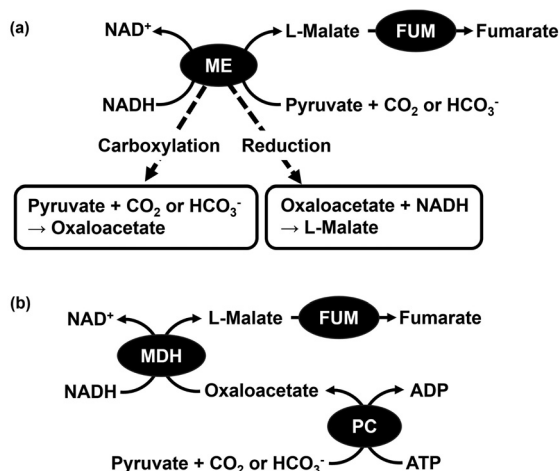 (a)
NAD⁺ L-Malate FUM Fumarate
ME
NADH Pyruvate + CO₂ or HCO₃⁻
Carboxylation Reduction
Pyruvate + CO₂ or HCO₃⁻
→ Oxaloacetate
Oxaloacetate + NADH
→ L-Malate
(b)
NAD⁺ L-Malate FUM Fumarate
MDH
NADH Oxaloacetate ADP
PC
Pyruvate + CO₂ or HCO₃⁻ ATP